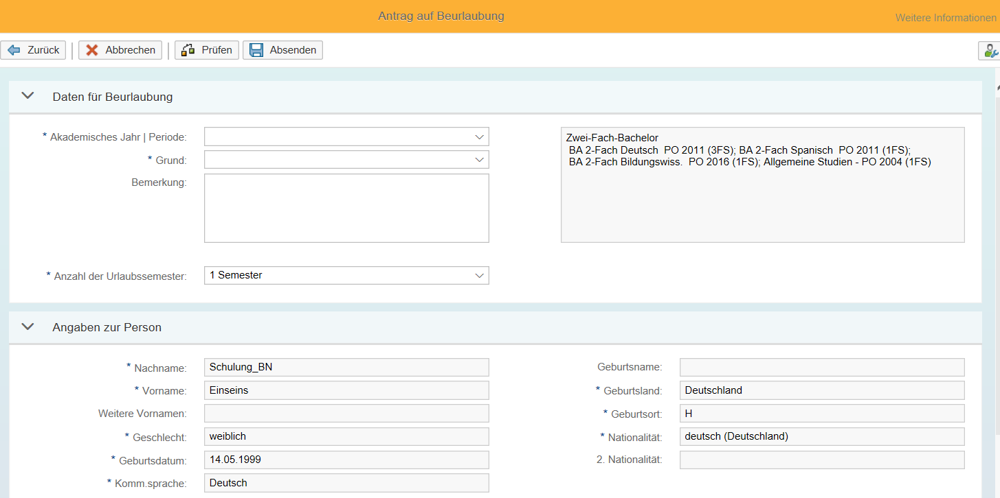 Antrag auf Beurlaubung
Weitere Informationen
Zurück
Abbrechen
Prüfen
Absenden
Daten für Beurlaubung
* Akademisches Jahr | Periode:
* Grund:
Bemerkung:
* Anzahl der Urlaubssemester: 1 Semester
Zwei-Fach-Bachelor
BA 2-Fach Deutsch  PO 2011 (3FS); BA 2-Fach Spanisch  PO 2011 (1FS);
BA 2-Fach Bildungswiss.  PO 2016 (1FS); Allgemeine Studien - PO 2004 (1FS)
Angaben zur Person
* Nachname: Schulung_BN
* Vorname: Einseins
Weitere Vornamen:
* Geschlecht: weiblich
* Geburtsdatum: 14.05.1999
* Komm.sprache: Deutsch
Geburtsname:
* Geburtsland: Deutschland
* Geburtsort: H
* Nationalität: deutsch (Deutschland)
2. Nationalität: